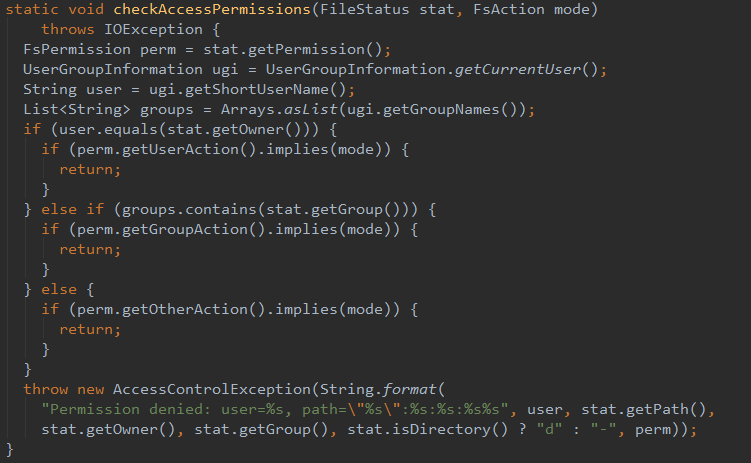 static void checkAccessPermissions(FileStatus stat, FsAction mode)
    throws IOException {
  FsPermission perm = stat.getPermission();
  UserGroupInformation ugi = UserGroupInformation.getCurrentUser();
  String user = ugi.getShortUserName();
  List<String> groups = Arrays.asList(ugi.getGroupNames());
  if (user.equals(stat.getOwner())) {
    if (perm.getUserAction().implies(mode)) {
      return;
    }
  } else if (groups.contains(stat.getGroup())) {
    if (perm.getGroupAction().implies(mode)) {
      return;
    }
  } else {
    if (perm.getOtherAction().implies(mode)) {
      return;
    }
  }
  throw new AccessControlException(String.format(
    "Permission denied: user=%s, path=\"%s\":%s:%s:%s%s", user, stat.getPath(),
    stat.getOwner(), stat.getGroup(), stat.isDirectory() ? "d" : "-", perm));
}